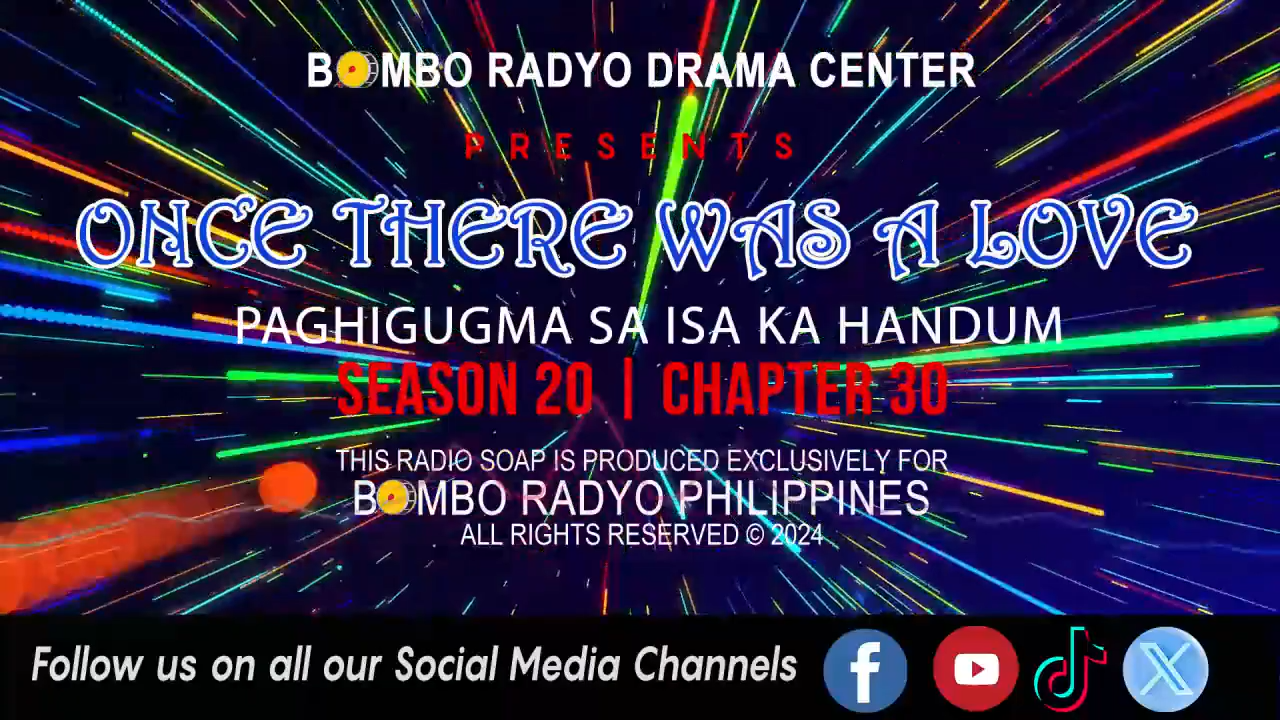 BOMBO RADYO DRAMA CENTER
PRESENTS
ONCE THERE WAS A LOVE
PAGHIGUGMA SA ISA KA HANDUM
SEASON 20 | CHAPTER 30
THIS RADIO SOAP IS PRODUCED EXCLUSIVELY FOR
BOMBO RADYO PHILIPPINES
ALL RIGHTS RESERVED © 2024
Follow us on all our Social Media Channels